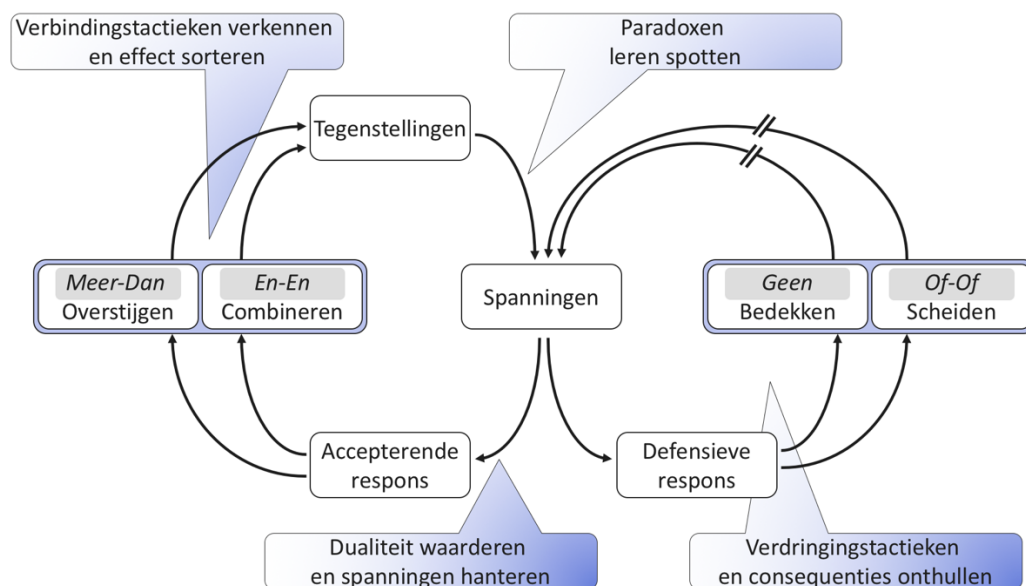 Verbindingstactieken verkennen
en effect sorteren
Paradoxen
leren spotten
Tegenstellingen
Meer-Dan
Overstijgen
En-En
Combineren
Spanningen
Geen
Bedekken
Of-Of
Scheiden
Accepterende
respons
Defensieve
respons
Dualiteit waarderen
en spanningen hanteren
Verdringingstactieken
en consequenties onthullen